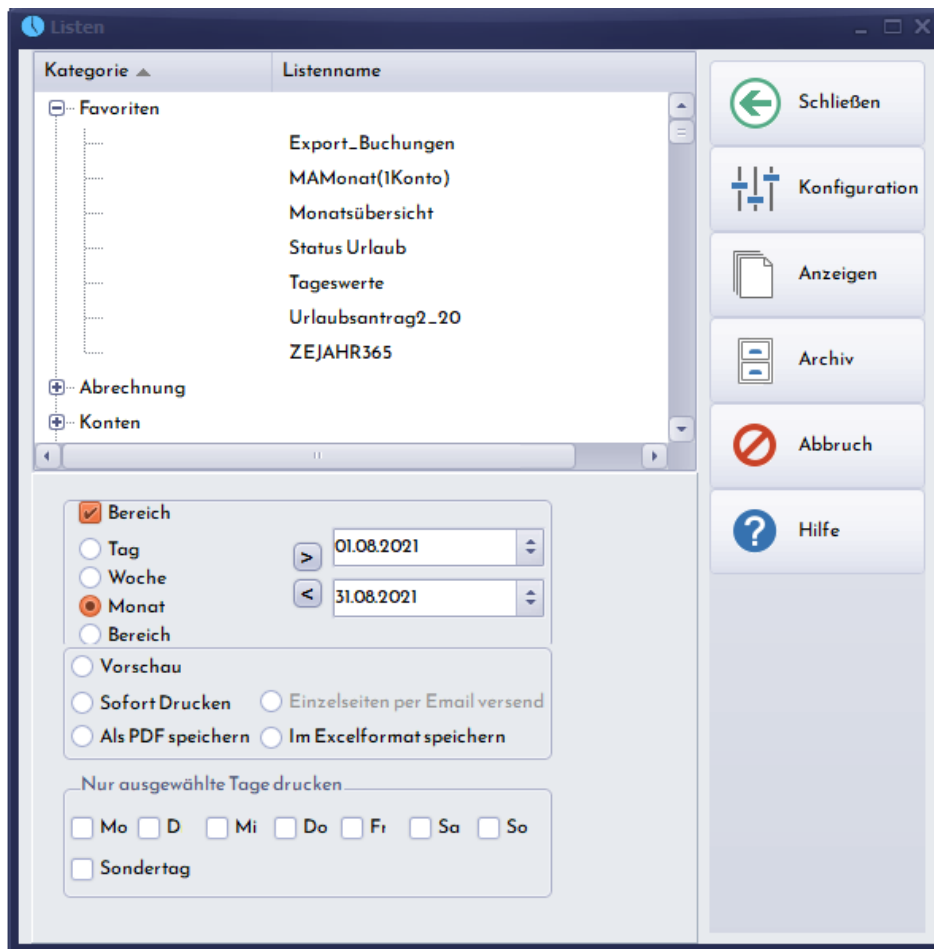 Listen
Kategorie Listenname
Favoriten
Export_Buchungen
MAMonat(1Konto)
Monatsübersicht
Status Urlaub
Tageswerte
Urlaubsantrag2_20
ZEJAHR365
Abrechnung
Konten
Schließen
Konfiguration
Anzeigen
Archiv
Abbruch
Hilfe
Bereich
Tag
Woche
Monat
Bereich
> 01.08.2021
< 31.08.2021
Vorschau
Sofort Drucken Einzelseiten per Email versend
Als PDF speichern Im Excelformat speichern
Nur ausgewählte Tage drucken
Mo D Mi Do Fr Sa So
Sondertag